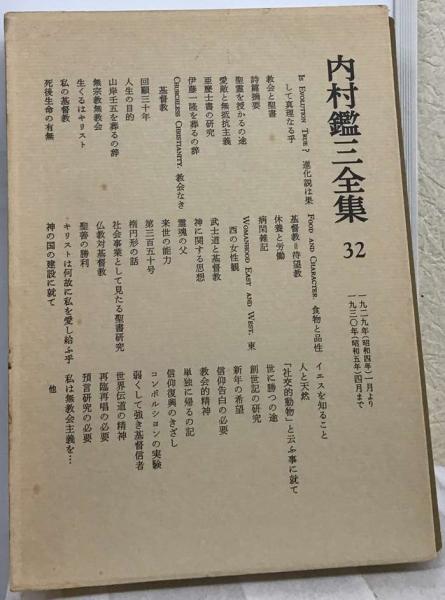 内村鑑三全集 32
一九二九年(昭和四年)一月より
一九三〇年(昭和五年)四月まで
IS EVOLUTION TRUE? 進化説は果
して真理なる乎
教会と聖書
詩篇摘要
聖霊を授かるの途
愛敵と無抵抗主義
亜歴士書の研究
伊藤一隆を葬るの辞
CHURCHLESS CHRISTIANITY. 教会なき
基督教
回顧三十年
人生の目的
山岸壬五を葬るの辞
無宗教無教会
生くるはキリスト
私の基督教
死後生命の有無
FOOD AND CHARACTER. 食物と品性
基督教=待望教
休養と労働
病閑雑記
WOMANHOOD EAST AND WEST. 東
西の女性観
武士道と基督教
神に関する思想
霊魂の父
来世の能力
第三百五十号
楕円形の話
社会事業として見たる聖書研究
仏教対基督教
聖善の勝利
キリストは何故に私を愛し給ふ乎
神の国の建設に就て
イエスを知ること
人と天然
「社交的動物」と云ふ事に就て
世に勝つの途
創世記の研究
新年の希望
信仰告白の必要
教会的精神
単独に帰るの記
信仰復興のきざし
コンボルションの実験
弱くして強き基督信者
世界伝道の精神
再臨再唱の必要
預言研究の必要
私は無教会主義を…
他